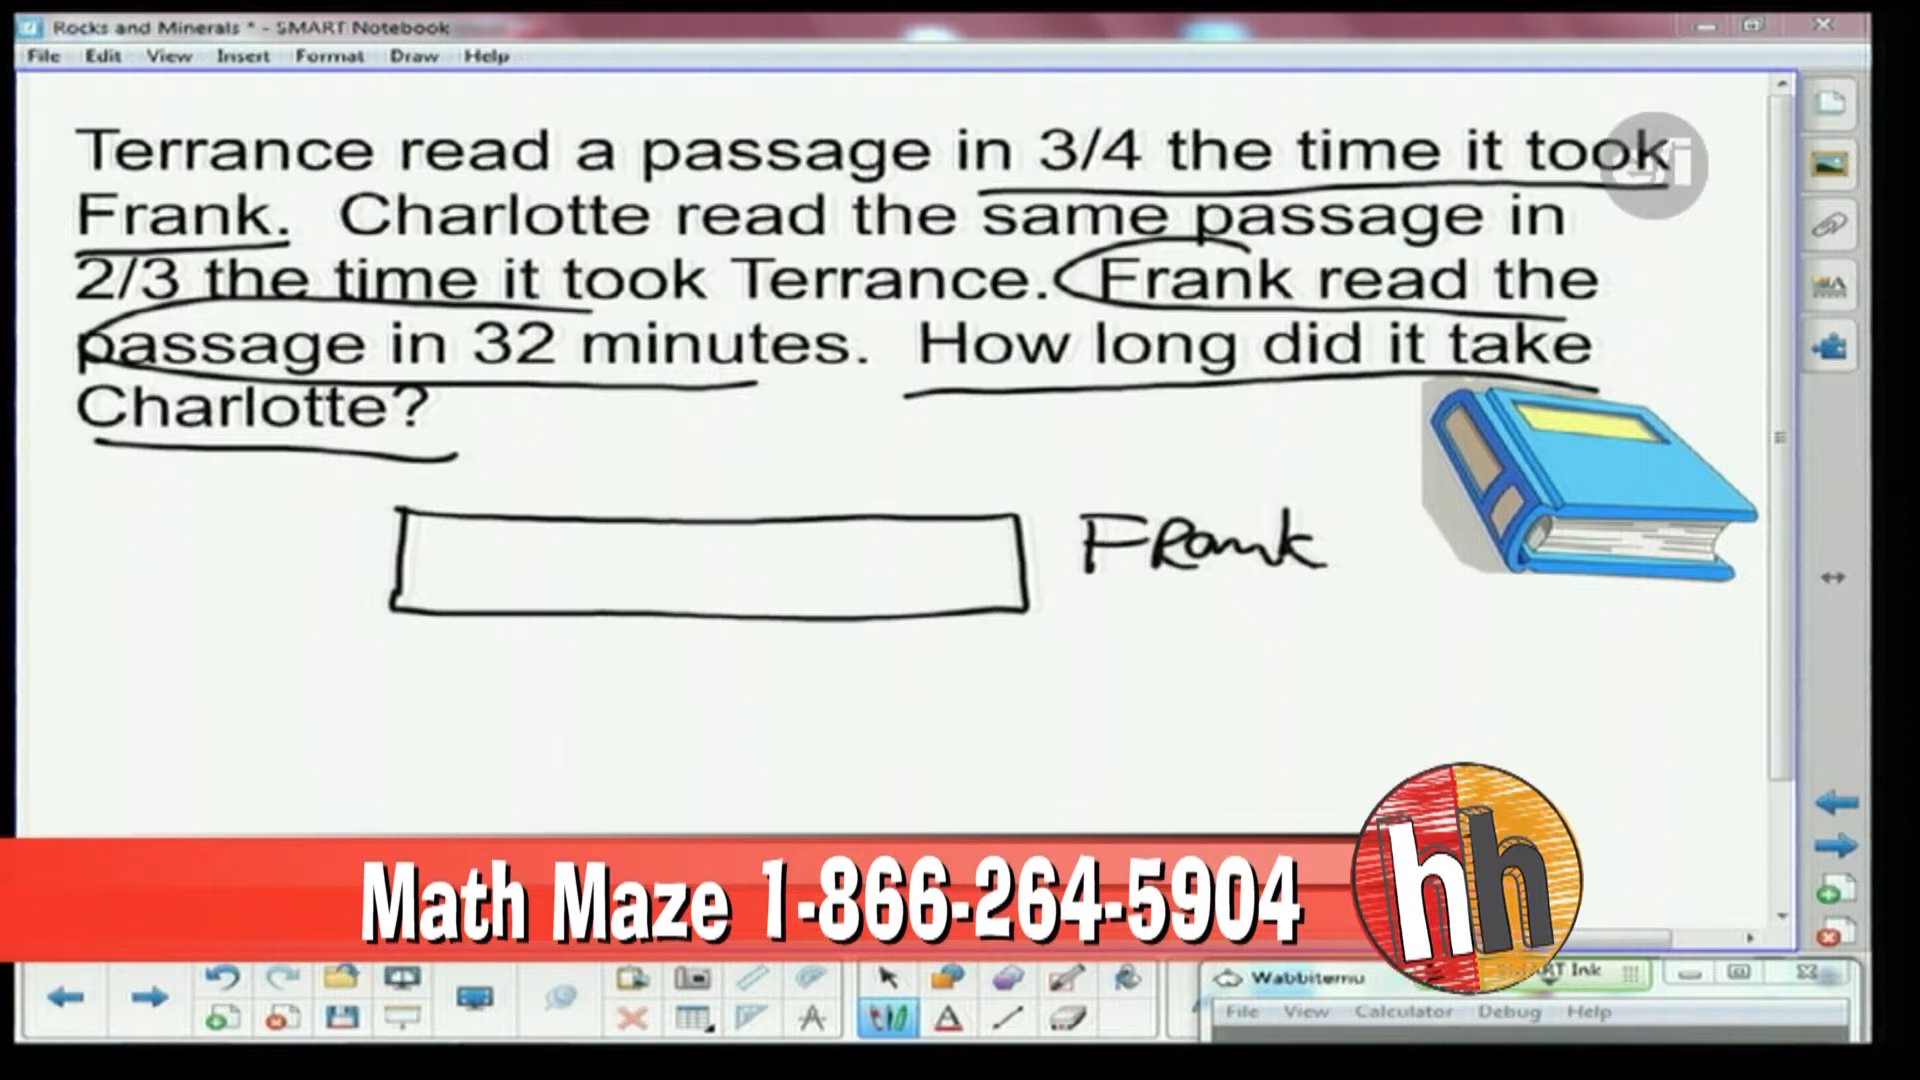 Rocks and Minerals * - SMART Notebook
File Edit View Insert Format Draw Help
Terrance read a passage in 3/4 the time it took
Frank. Charlotte read the same passage in
2/3 the time it took Terrance. Frank read the
passage in 32 minutes. How long did it take
Charlotte?
Frank
Math Maze 1-866-264-5904
hh
Wabbitemu
RT Ink
File View Calculator Debug Help